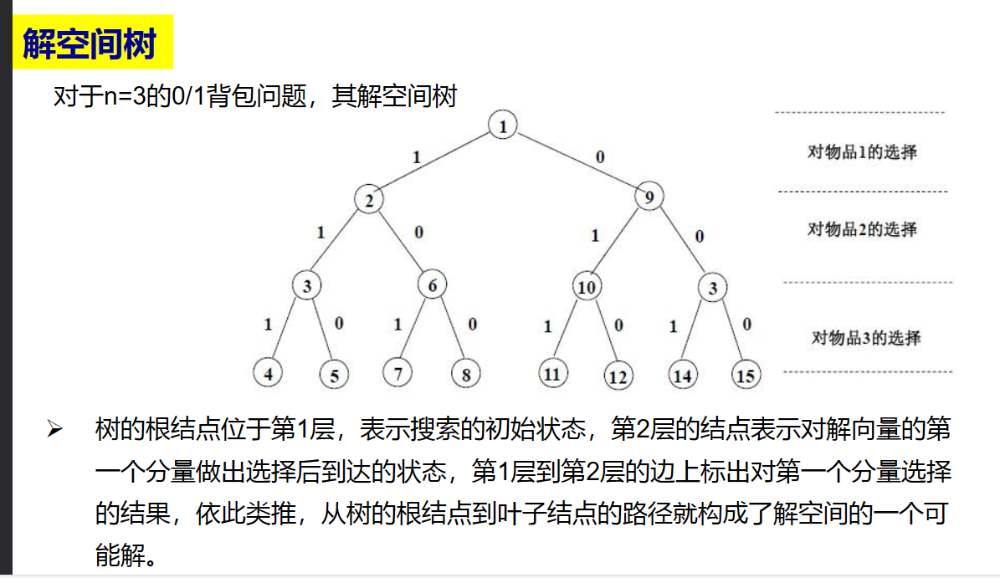 解空间树
对于n=3的0/1背包问题，其解空间树
1
1 0
对物品1的选择
2 9
1 0 1 0
对物品2的选择
3 6 10 3
1 0 1 0 1 0 1 0
对物品3的选择
4 5 7 8 11 12 14 15
➢ 树的根结点位于第1层，表示搜索的初始状态，第2层的结点表示对解向量的第
一个分量做出选择后到达的状态，第1层到第2层的边上标出对第一个分量选择
的结果，依此类推，从树的根结点到叶子结点的路径就构成了解空间的一个可
能解。